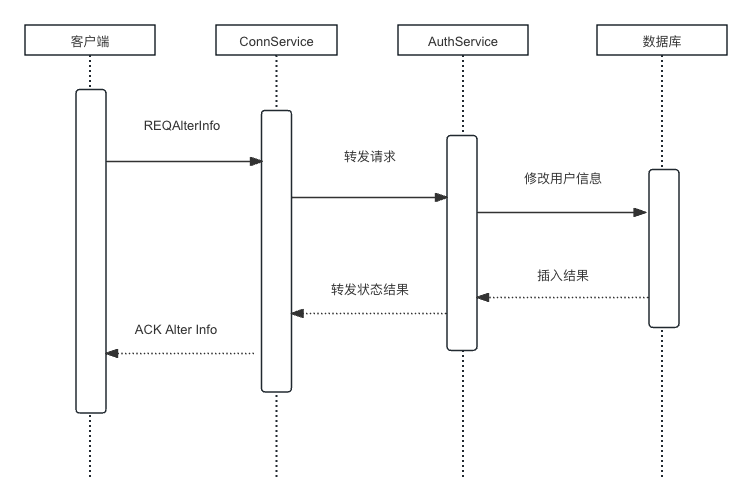 客户端
ConnService
AuthService
数据库
REQAlterInfo
转发请求
修改用户信息
插入结果
转发状态结果
ACK Alter Info